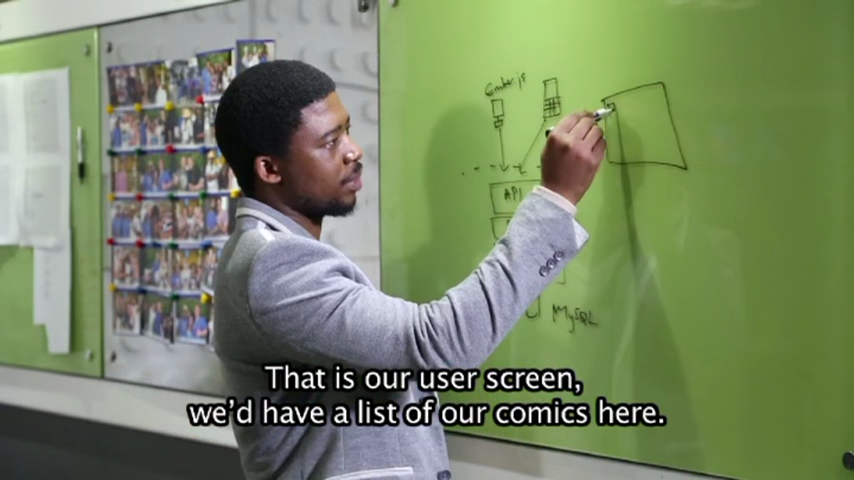 Ember js
API
MySQL
That is our user screen,
we'd have a list of our comics here.